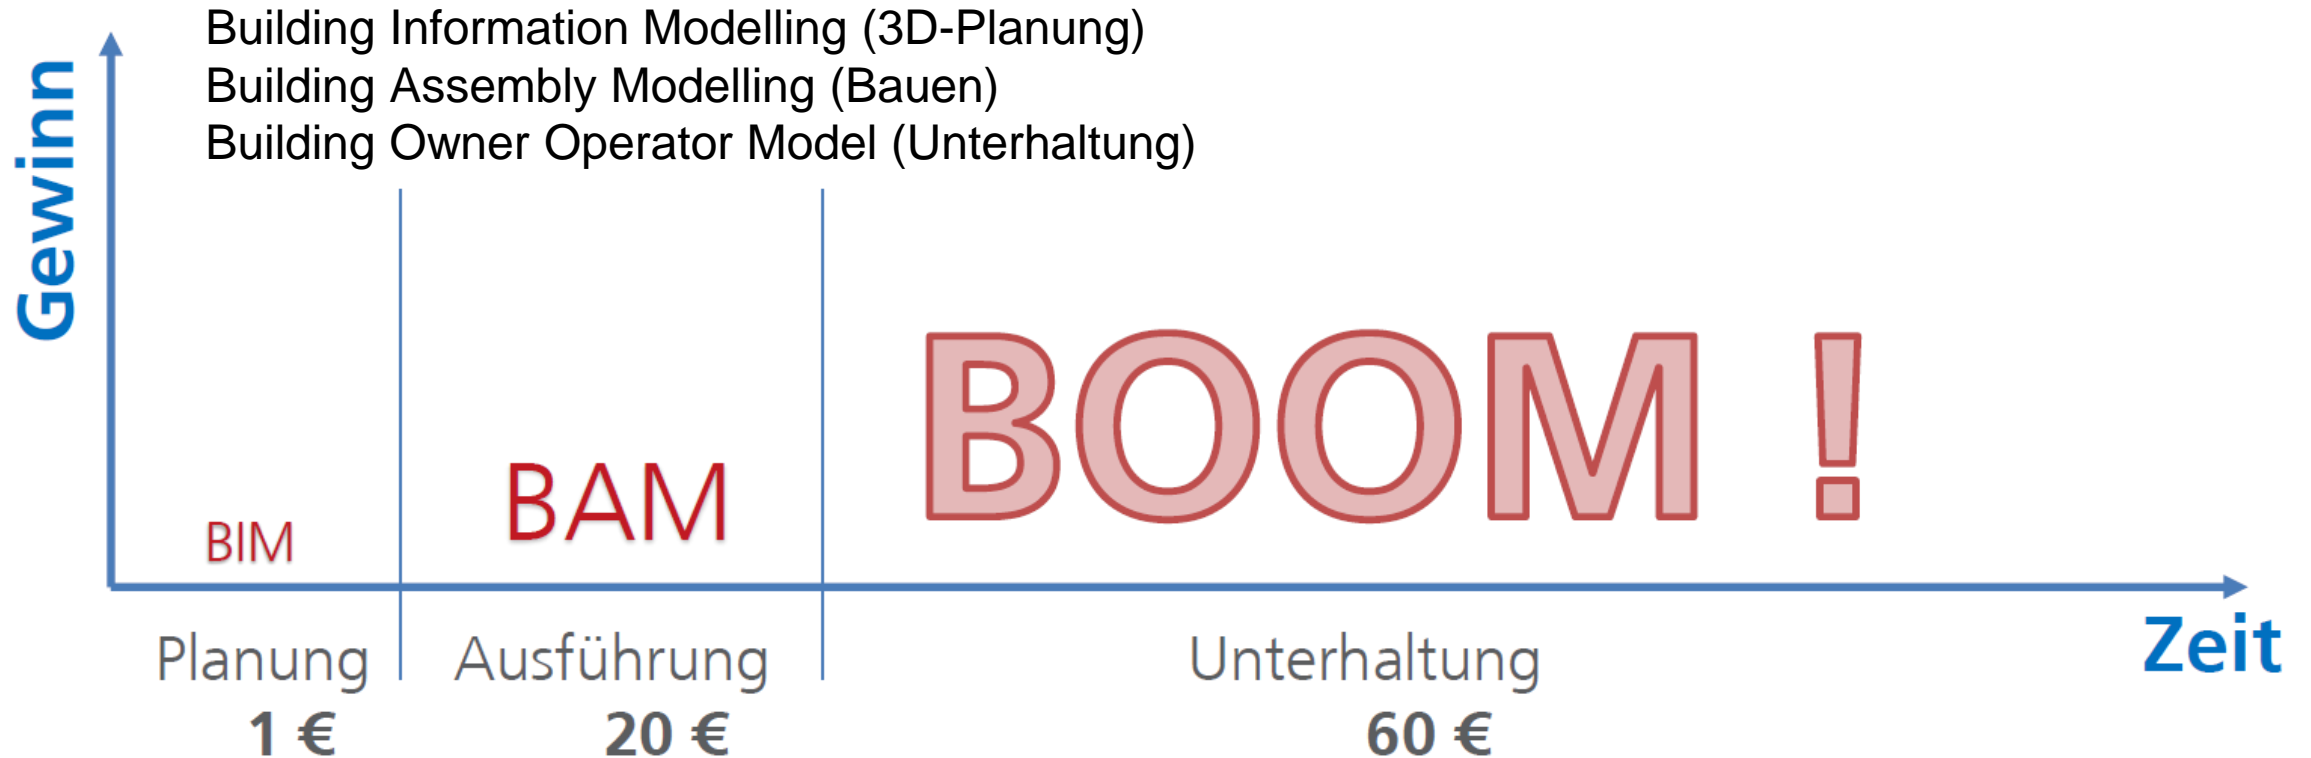 Building Information Modelling (3D-Planung)
Building Assembly Modelling (Bauen)
Building Owner Operator Model (Unterhaltung)
Gewinn
BIM
BAM
BOOM !
Zeit
Planung
Ausführung
Unterhaltung
1 €
20 €
60 €